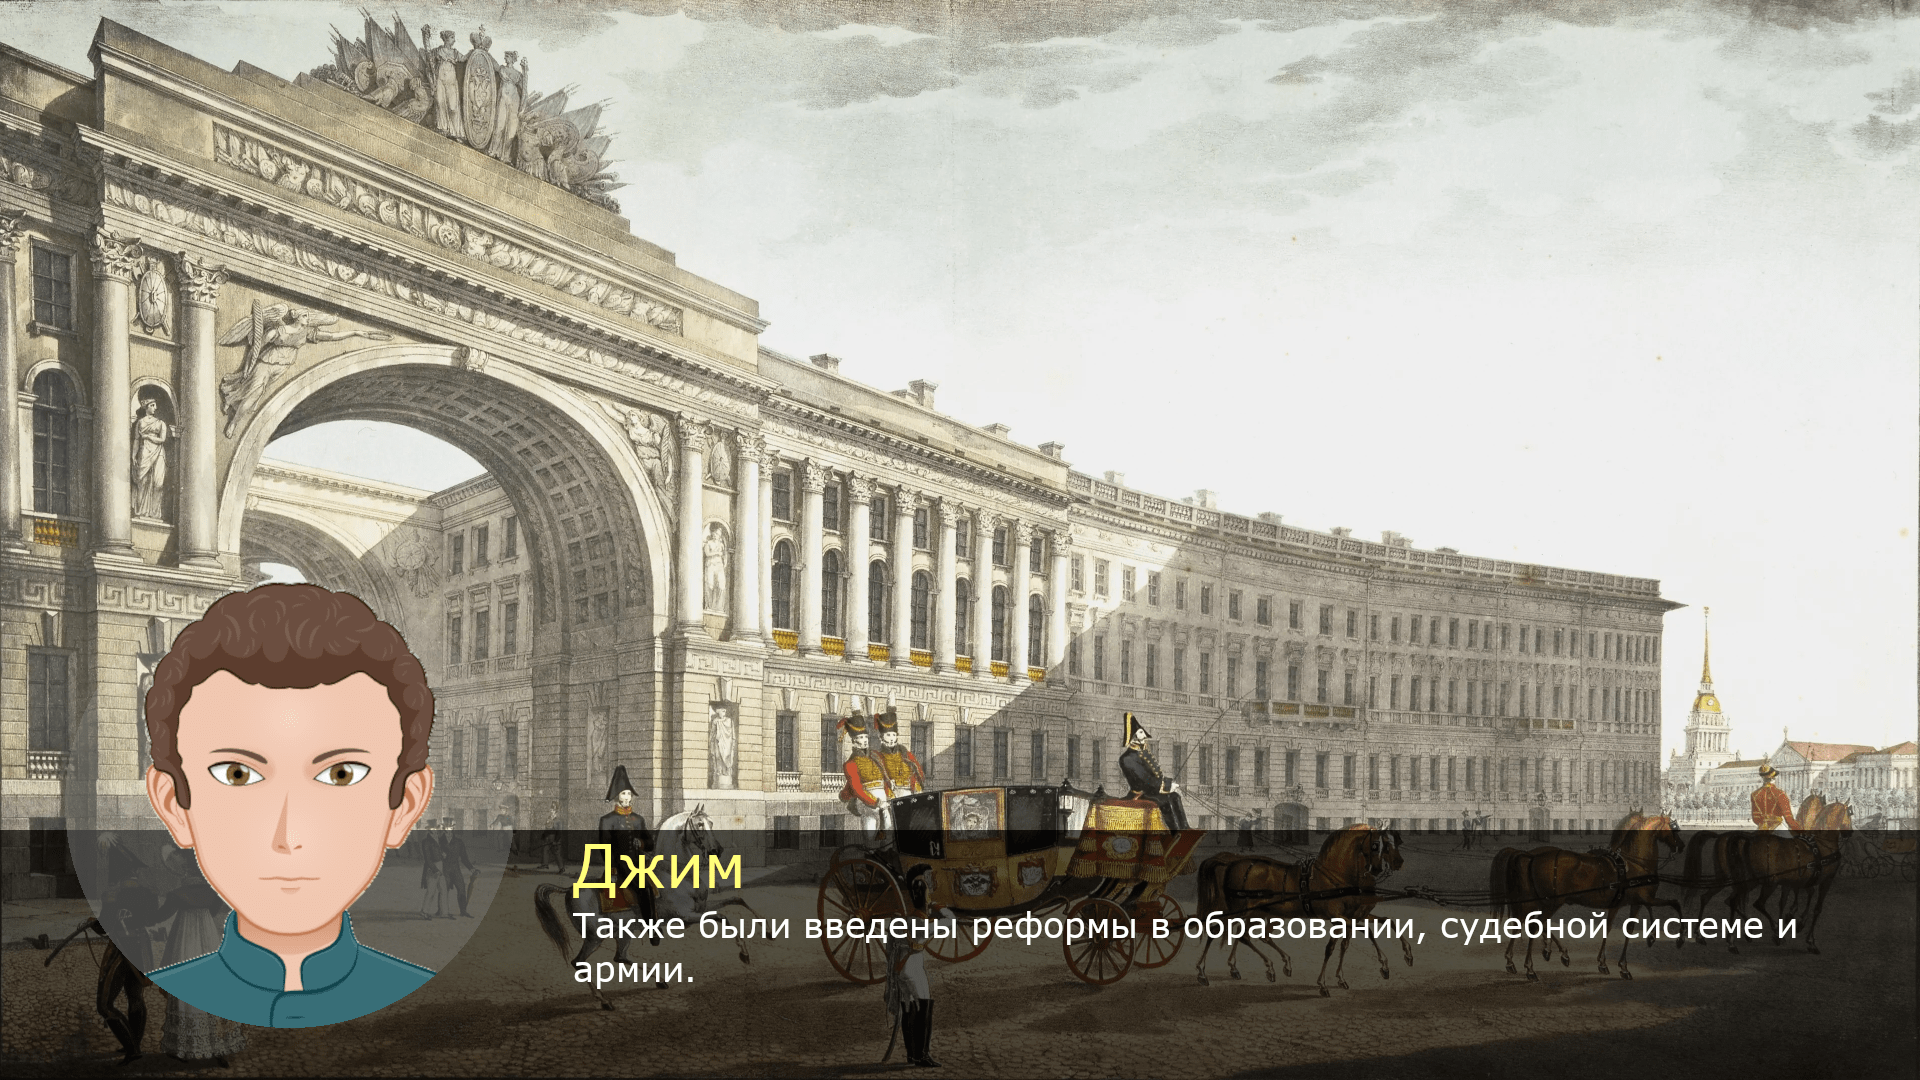 Джим
Также были введены реформы в образовании, судебной системе и
армии.